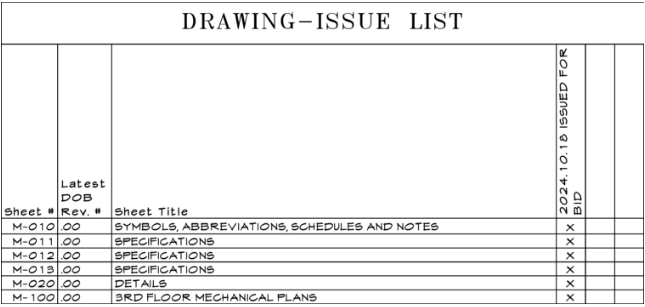 DRAWING-ISSUE LIST
2024.10.18 ISSUED FOR
BID
Latest
DOB
Sheet # Rev. # Sheet Title
M-010 .00 SYMBOLS, ABBREVIATIONS, SCHEDULES AND NOTES X
M-011 .00 SPECIFICATIONS X
M-012 .00 SPECIFICATIONS X
M-013 .00 SPECIFICATIONS X
M-020 .00 DETAILS X
M-100 .00 3RD FLOOR MECHANICAL PLANS X